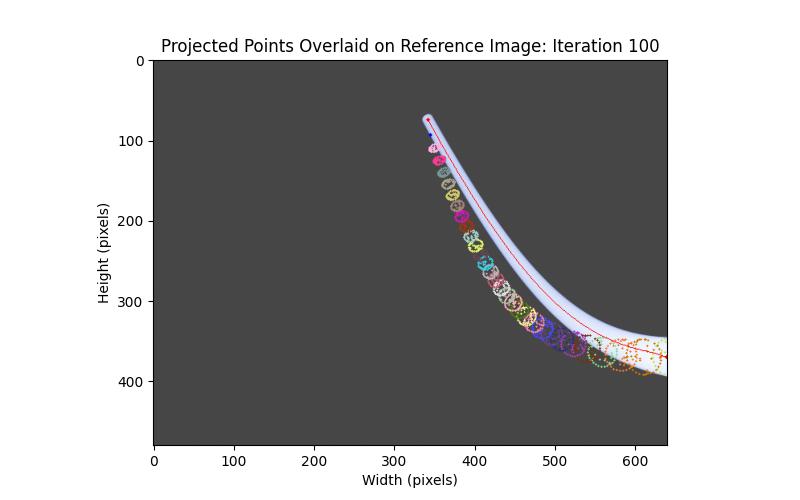 Projected Points Overlaid on Reference Image: Iteration 100
0
100
200
300
400
Height (pixels)
0 100 200 300 400 500 600
Width (pixels)